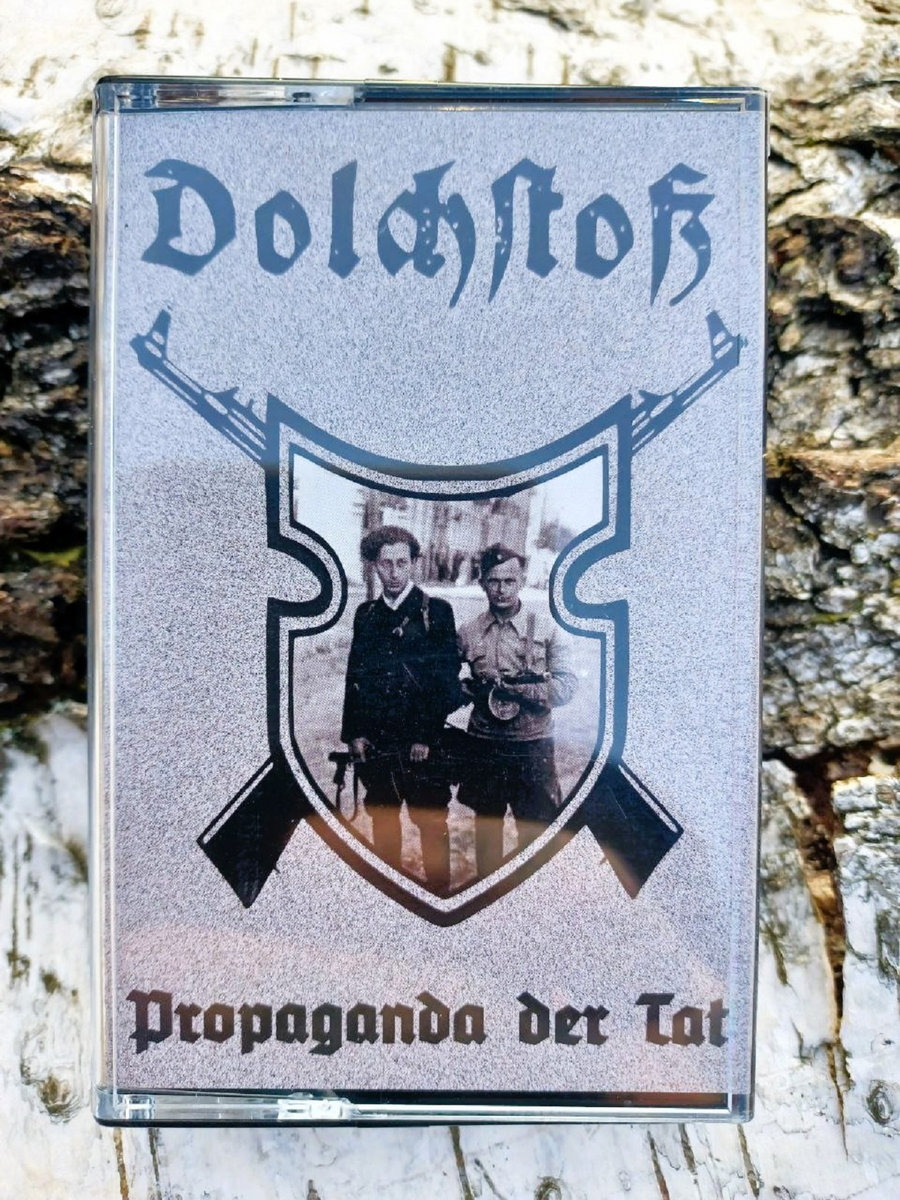 Dolchſtoß
Propaganda der Tat